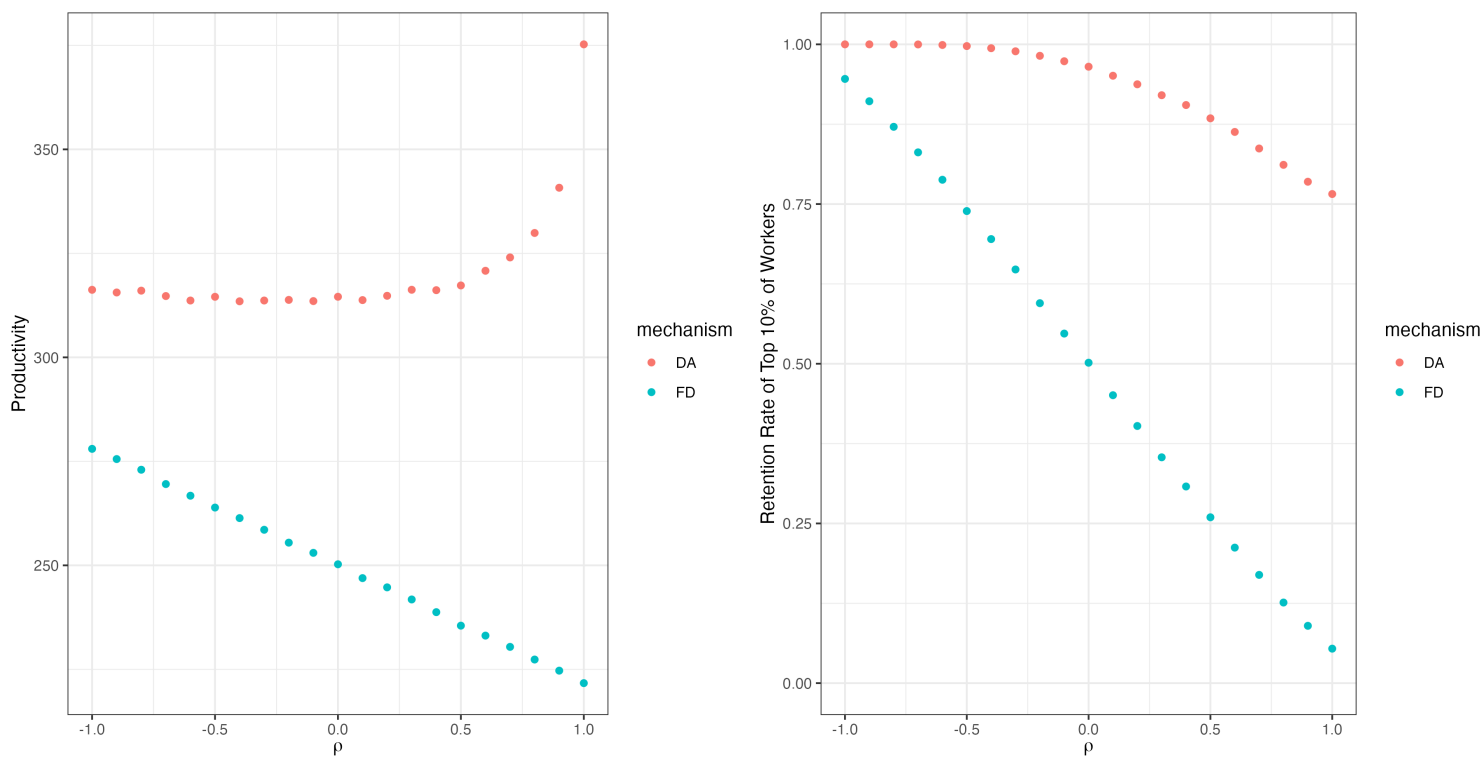 Productivity
350
300
250
-1.0
-0.5
0.0
0.5
1.0
ρ
mechanism
DA
FD
Retention Rate of Top 10% of Workers
1.00
0.75
0.50
0.25
0.00
-1.0
-0.5
0.0
0.5
1.0
ρ
mechanism
DA
FD